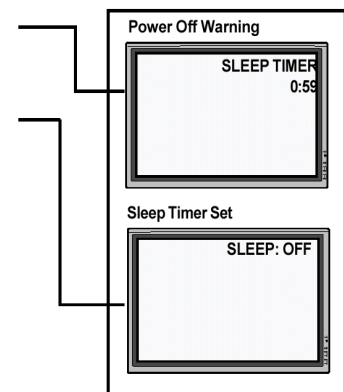 Power Off Warning
SLEEP TIMER
0:59
Sleep Timer Set
SLEEP: OFF